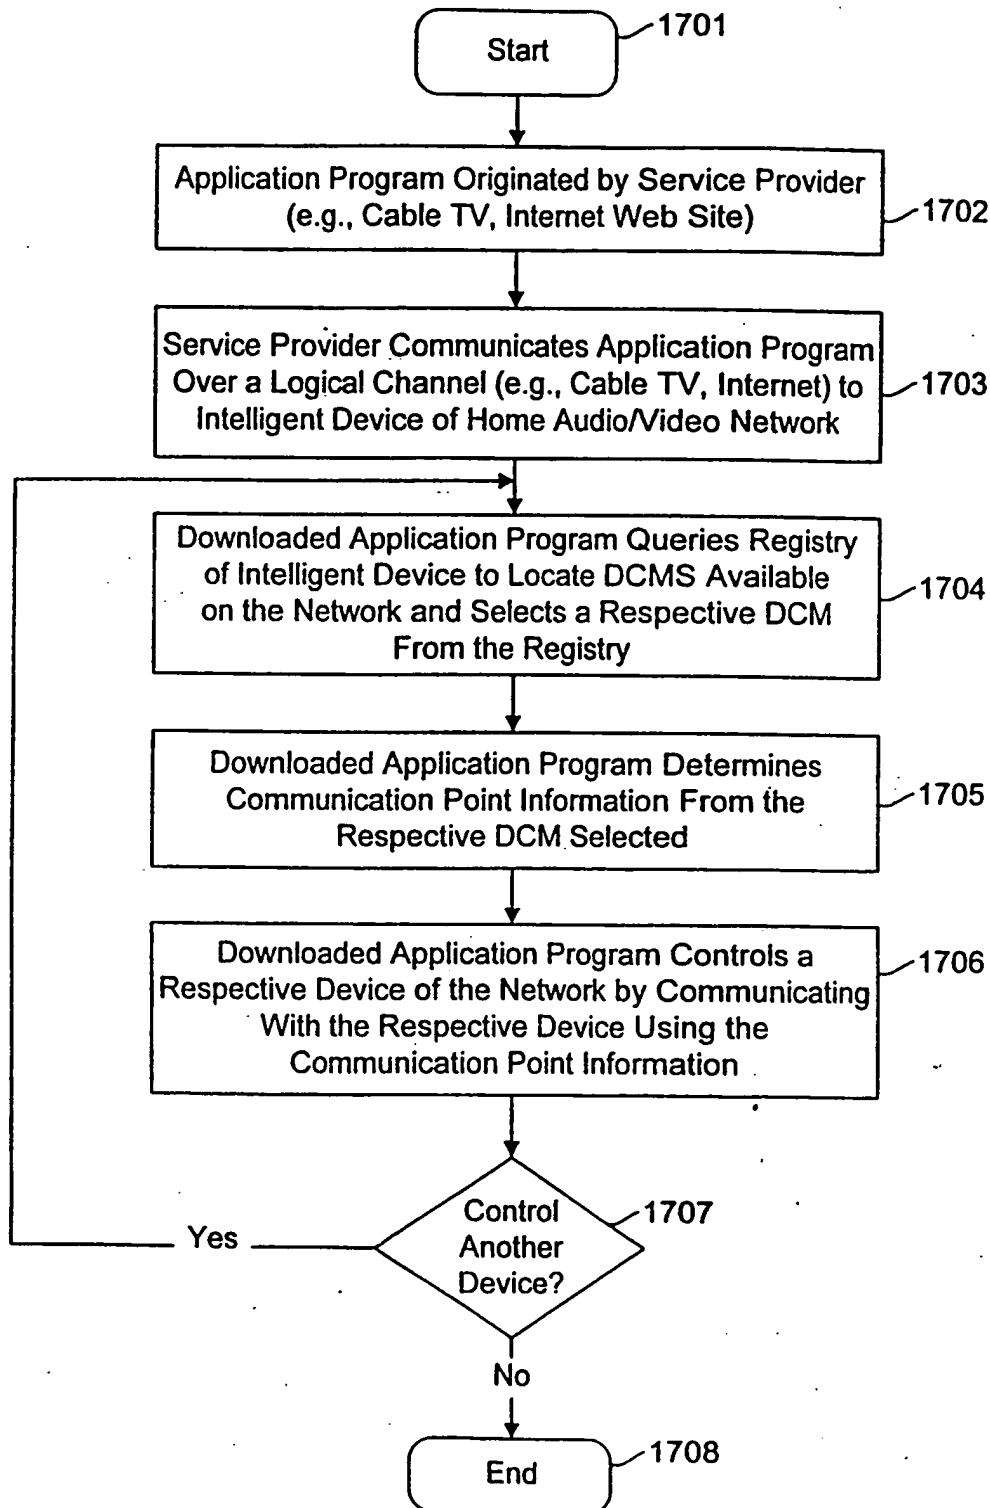 Start
1701
Application Program Originated by Service Provider
(e.g., Cable TV, Internet Web Site)
1702
Service Provider Communicates Application Program
Over a Logical Channel (e.g., Cable TV, Internet) to
Intelligent Device of Home Audio/Video Network
1703
Downloaded Application Program Queries Registry
of Intelligent Device to Locate DCMS Available
on the Network and Selects a Respective DCM
From the Registry
1704
Downloaded Application Program Determines
Communication Point Information From the
Respective DCM Selected
1705
Downloaded Application Program Controls a
Respective Device of the Network by Communicating
With the Respective Device Using the
Communication Point Information
1706
Control
Another
Device?
1707
Yes
No
End
1708